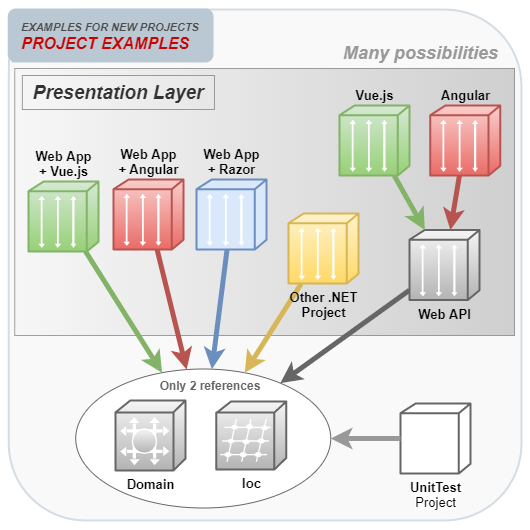 EXAMPLES FOR NEW PROJECTS
PROJECT EXAMPLES
Many possibilities
Presentation Layer
Vue.js
Angular
Web App
+ Vue.js
Web App
+ Angular
Web App
+ Razor
Other .NET
Project
Web API
Only 2 references
Domain
Ioc
UnitTest
Project